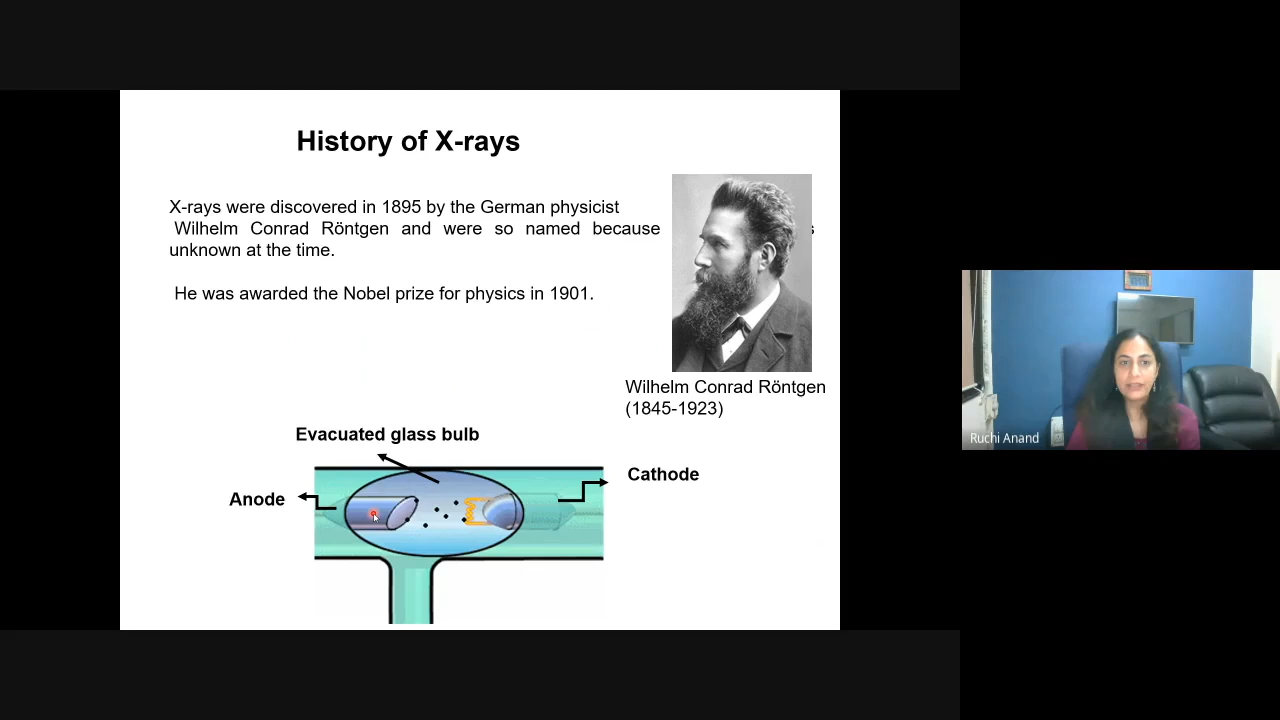 History of X-rays
X-rays were discovered in 1895 by the German physicist
Wilhelm Conrad Röntgen and were so named because
unknown at the time.
He was awarded the Nobel prize for physics in 1901.
Wilhelm Conrad Röntgen
(1845-1923)
Evacuated glass bulb
Anode
Cathode
Ruchi Anand